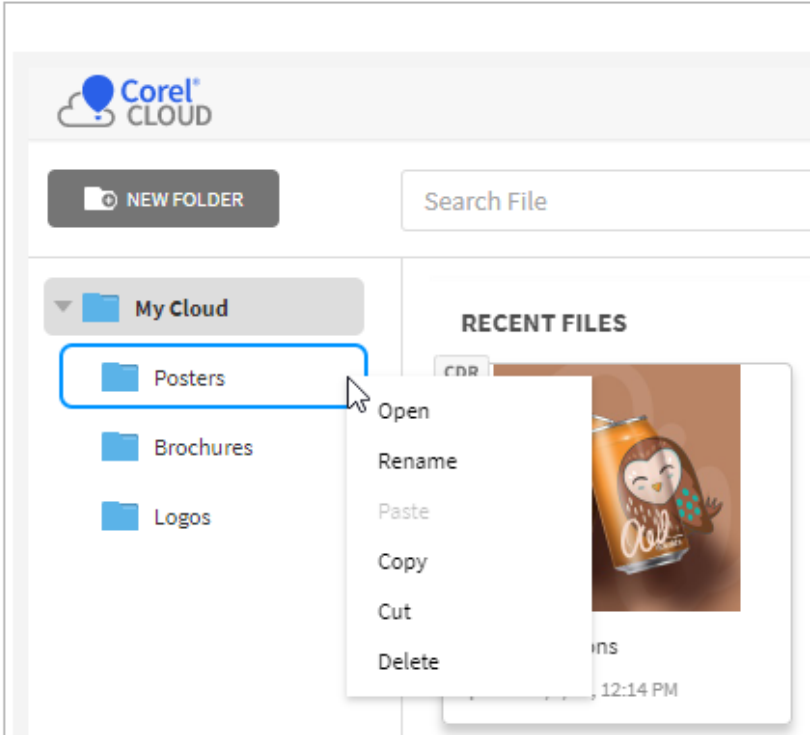 Corel®
CLOUD
NEW FOLDER
Search File
My Cloud
RECENT FILES
CDR
Posters
Open
Rename
Paste
Copy
Cut
Delete
Brochures
Logos
Owl
12:14 PM